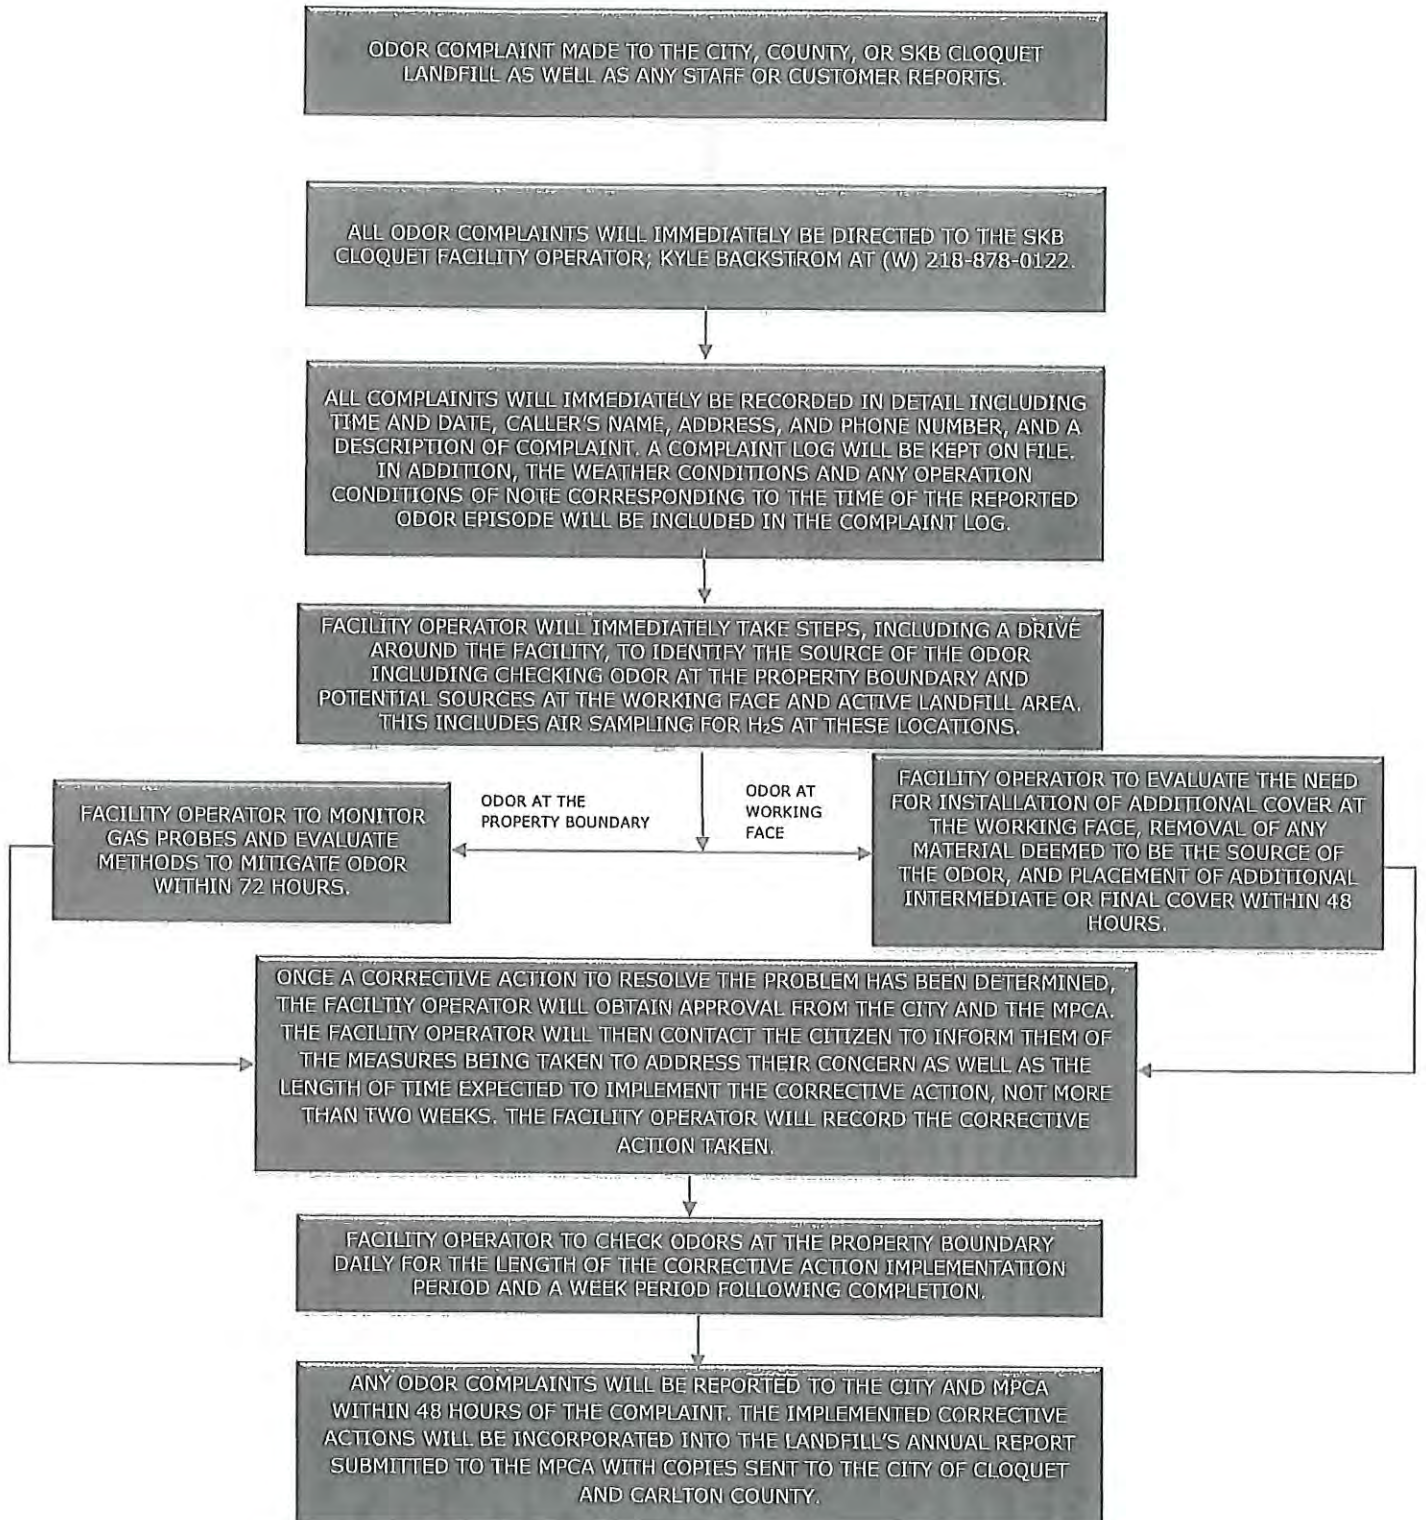 ODOR COMPLAINT MADE TO THE CITY, COUNTY, OR SKB CLOQUET
LANDFILL AS WELL AS ANY STAFF OR CUSTOMER REPORTS.
ALL ODOR COMPLAINTS WILL IMMEDIATELY BE DIRECTED TO THE SKB
CLOQUET FACILITY OPERATOR; KYLE BACKSTROM AT (W) 218-878-0122.
ALL COMPLAINTS WILL IMMEDIATELY BE RECORDED IN DETAIL INCLUDING
TIME AND DATE, CALLER'S NAME, ADDRESS, AND PHONE NUMBER, AND A
DESCRIPTION OF COMPLAINT. A COMPLAINT LOG WILL BE KEPT ON FILE.
IN ADDITION, THE WEATHER CONDITIONS AND ANY OPERATION
CONDITIONS OF NOTE CORRESPONDING TO THE TIME OF THE REPORTED
ODOR EPISODE WILL BE INCLUDED IN THE COMPLAINT LOG.
FACILITY OPERATOR WILL IMMEDIATELY TAKE STEPS, INCLUDING A DRIVE
AROUND THE FACILITY, TO IDENTIFY THE SOURCE OF THE ODOR
INCLUDING CHECKING ODOR AT THE PROPERTY BOUNDARY AND
POTENTIAL SOURCES AT THE WORKING FACE AND ACTIVE LANDFILL AREA.
THIS INCLUDES AIR SAMPLING FOR H₂S AT THESE LOCATIONS.
ODOR AT THE
PROPERTY BOUNDARY
ODOR AT
WORKING
FACE
FACILITY OPERATOR TO MONITOR
GAS PROBES AND EVALUATE
METHODS TO MITIGATE ODOR
WITHIN 72 HOURS.
FACILITY OPERATOR TO EVALUATE THE NEED
FOR INSTALLATION OF ADDITIONAL COVER AT
THE WORKING FACE, REMOVAL OF ANY
MATERIAL DEEMED TO BE THE SOURCE OF
THE ODOR, AND PLACEMENT OF ADDITIONAL
INTERMEDIATE OR FINAL COVER WITHIN 48
HOURS.
ONCE A CORRECTIVE ACTION TO RESOLVE THE PROBLEM HAS BEEN DETERMINED,
THE FACILTIY OPERATOR WILL OBTAIN APPROVAL FROM THE CITY AND THE MPCA.
THE FACILITY OPERATOR WILL THEN CONTACT THE CITIZEN TO INFORM THEM OF
THE MEASURES BEING TAKEN TO ADDRESS THEIR CONCERN AS WELL AS THE
LENGTH OF TIME EXPECTED TO IMPLEMENT THE CORRECTIVE ACTION, NOT MORE
THAN TWO WEEKS. THE FACILITY OPERATOR WILL RECORD THE CORRECTIVE
ACTION TAKEN.
FACILITY OPERATOR TO CHECK ODORS AT THE PROPERTY BOUNDARY
DAILY FOR THE LENGTH OF THE CORRECTIVE ACTION IMPLEMENTATION
PERIOD AND A WEEK PERIOD FOLLOWING COMPLETION.
ANY ODOR COMPLAINTS WILL BE REPORTED TO THE CITY AND MPCA
WITHIN 48 HOURS OF THE COMPLAINT. THE IMPLEMENTED CORRECTIVE
ACTIONS WILL BE INCORPORATED INTO THE LANDFILL'S ANNUAL REPORT
SUBMITTED TO THE MPCA WITH COPIES SENT TO THE CITY OF CLOQUET
AND CARLTON COUNTY.